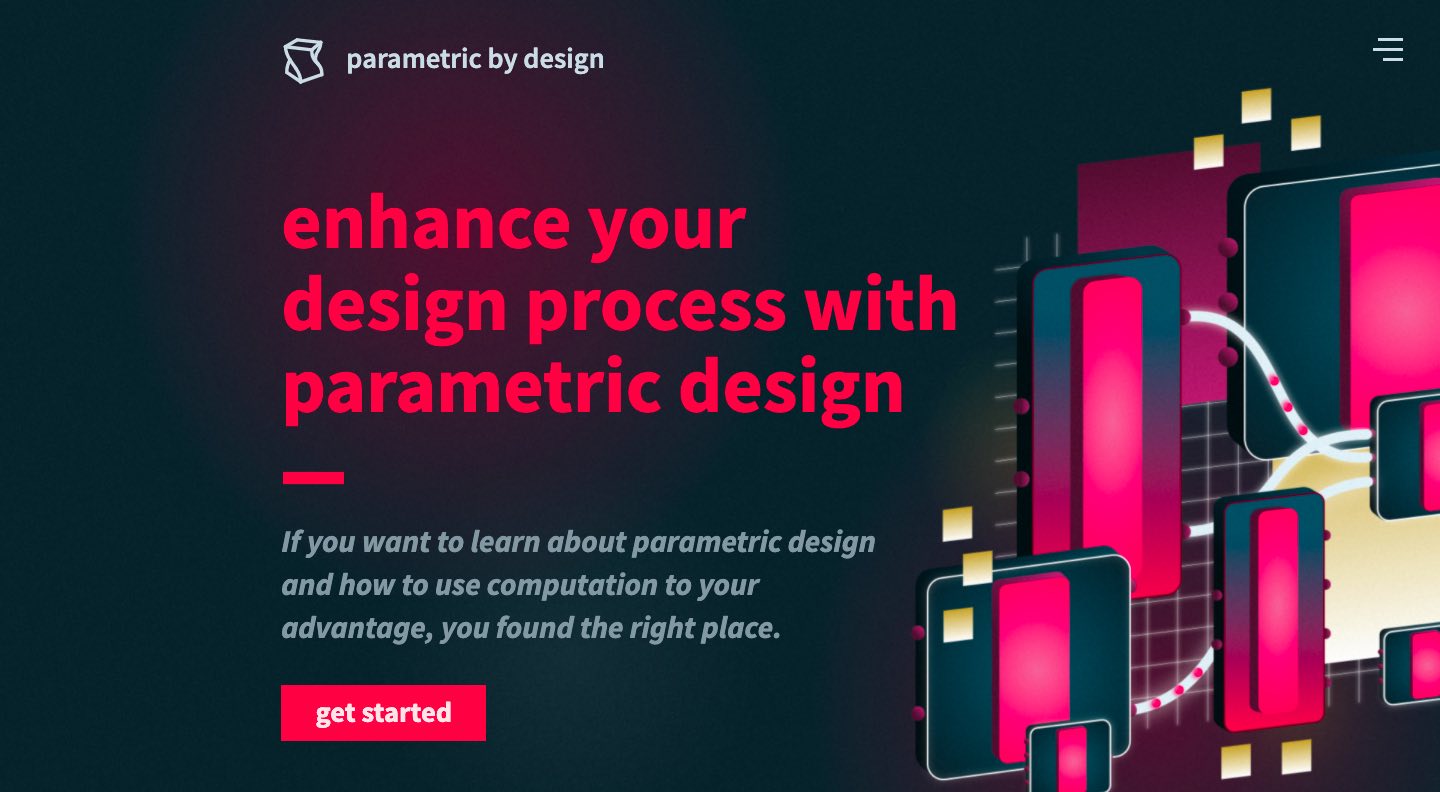 parametric by design
enhance your
design process with
parametric design
If you want to learn about parametric design
and how to use computation to your
advantage, you found the right place.
get started